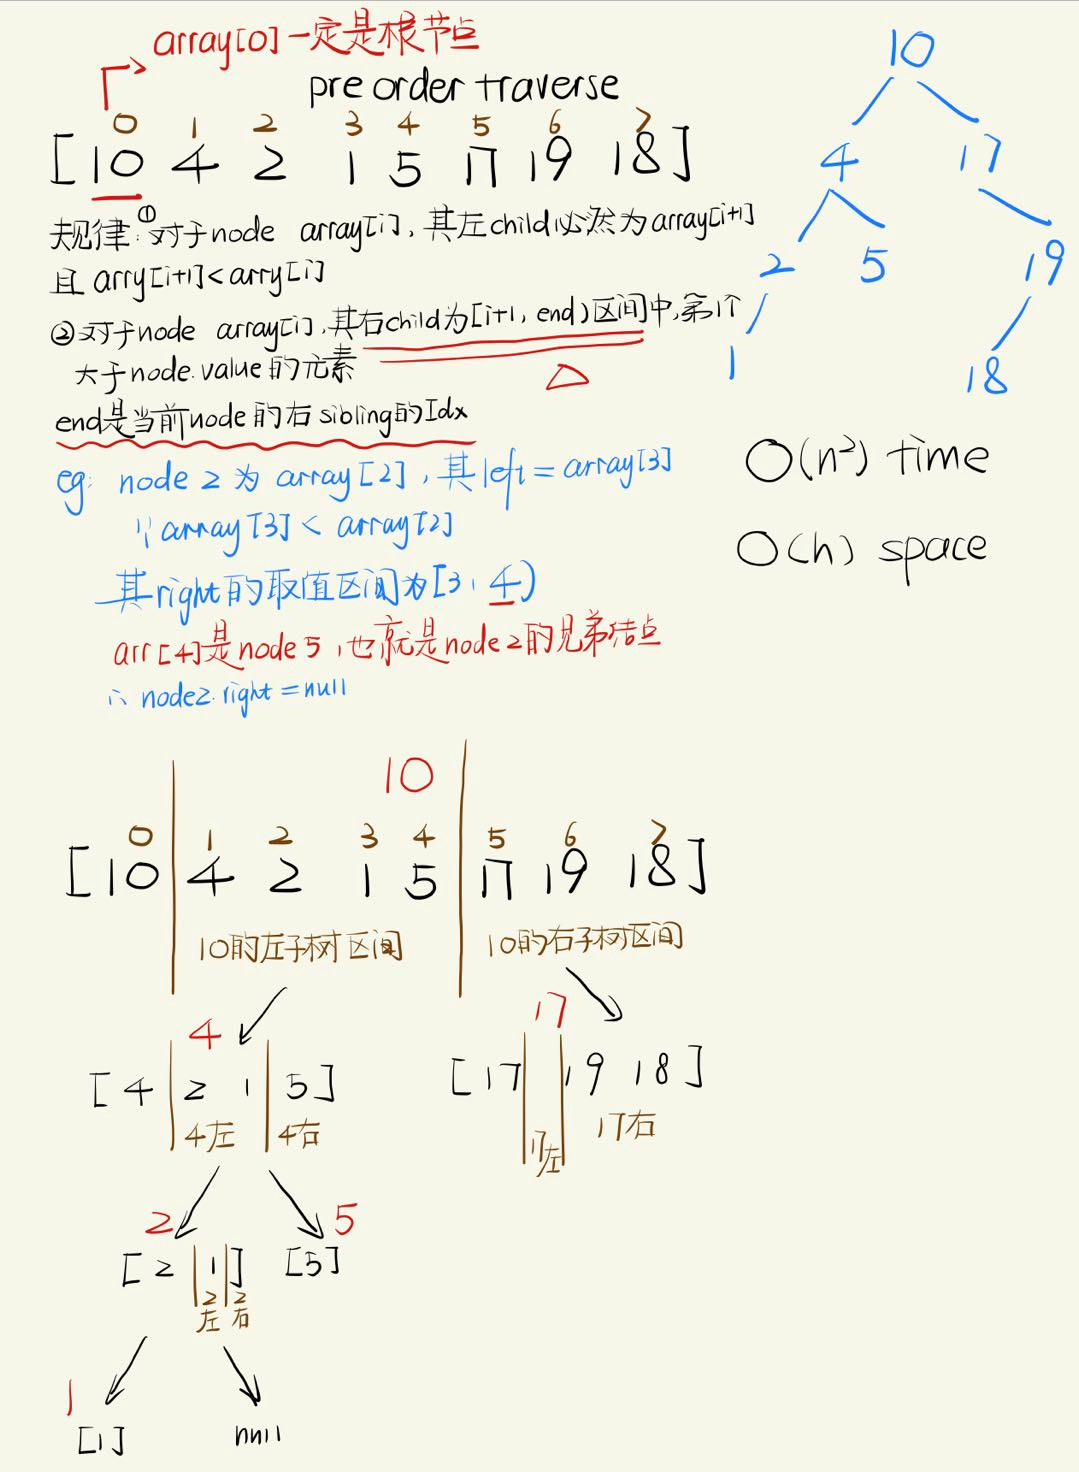 array[0]一定是根节点
pre order traverse
0 1 2 3 4 5 6 7
[10 4 2 1 5 17 19 18]
规律:①对于node array[i],其左child必然为array[i+1]
且 arry[i+1]<arry[i]
②对于node array[i],其右child为[i+1, end)区间中,第1个
大于node.value的元素
end是当前node的右sibling的Idx
eg: node 2 为 array[2],其left = array[3]
∵array[3] < array[2]
其right的取值区间为[3, 4)
arr[4]是node 5,也就是node 2的兄弟结点
∴ node2.right = null
10
4 17
2 5 19
1 18
O(n²) time
O(h) space
10
0 1 2 3 4 5 6 7
[10 4 2 1 5 17 19 18]
10的左子树区间 10的右子树区间
4 17
[4 2 1 5] [17 19 18]
4左 4右 17左 17右
2 5
[2 1] [5]
2左 2右
1
[1] null